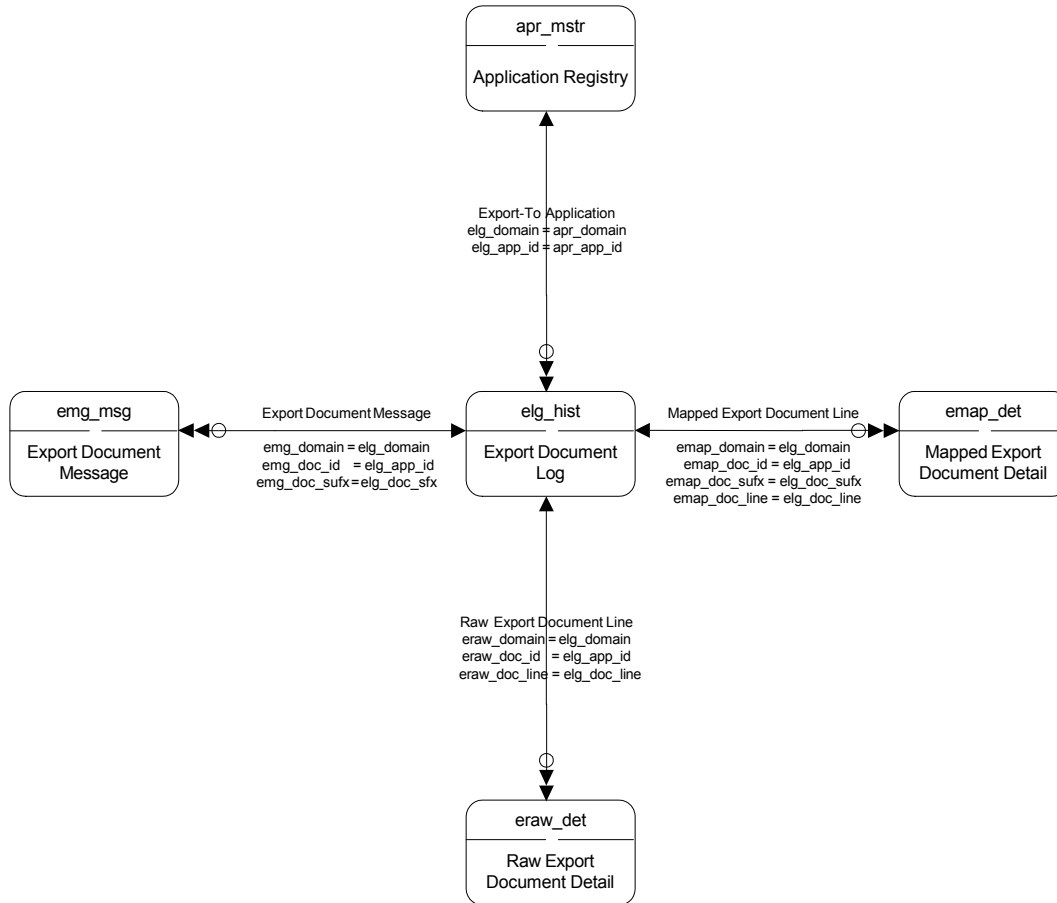 apr_mstr
Application Registry
Export-To Application
elg_domain = apr_domain
elg_app_id = apr_app_id
emg_msg
Export Document
Message
Export Document Message
emg_domain = elg_domain
emg_doc_id = elg_app_id
emg_doc_sufx = elg_doc_sfx
elg_hist
Export Document
Log
Mapped Export Document Line
emap_domain = elg_domain
emap_doc_id = elg_app_id
emap_doc_sufx = elg_doc_sufx
emap_doc_line = elg_doc_line
emap_det
Mapped Export
Document Detail
Raw Export Document Line
eraw_domain = elg_domain
eraw_doc_id = elg_app_id
eraw_doc_line = elg_doc_line
eraw_det
Raw Export
Document Detail